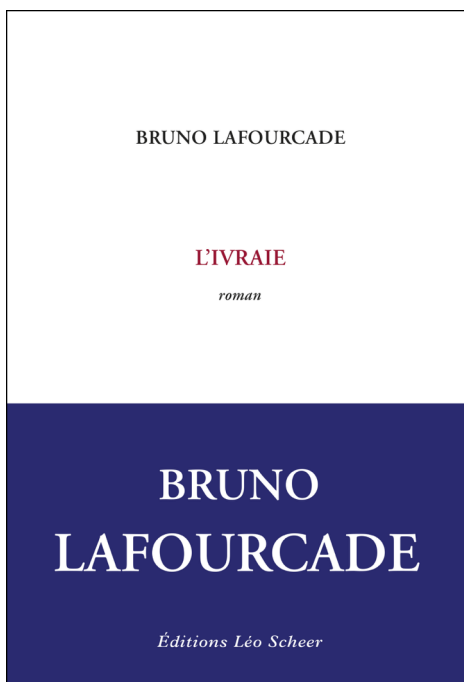 BRUNO LAFOURCADE
L’IVRAIE
roman
BRUNO
LAFOURCADE
Éditions Léo Scheer